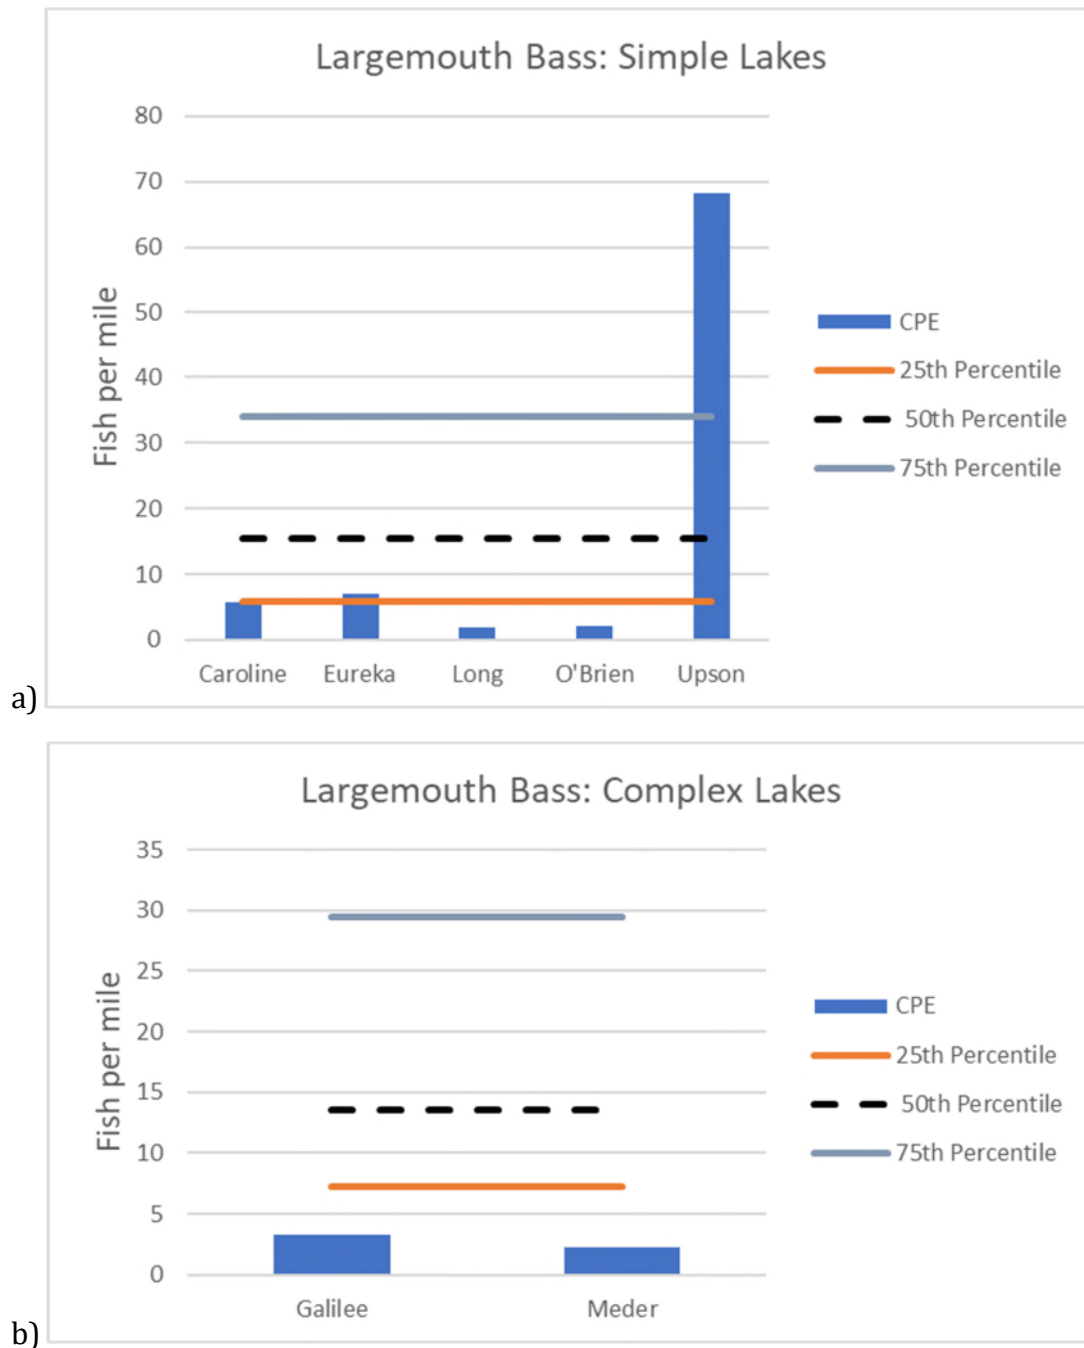 Largemouth Bass: Simple Lakes
80
70
60
50
40
30
20
10
0
Fish per mile
Caroline Eureka Long O'Brien Upson
CPE
25th Percentile
50th Percentile
75th Percentile
a)
Largemouth Bass: Complex Lakes
35
30
25
20
15
10
5
0
Fish per mile
Galilee Meder
CPE
25th Percentile
50th Percentile
75th Percentile
b)